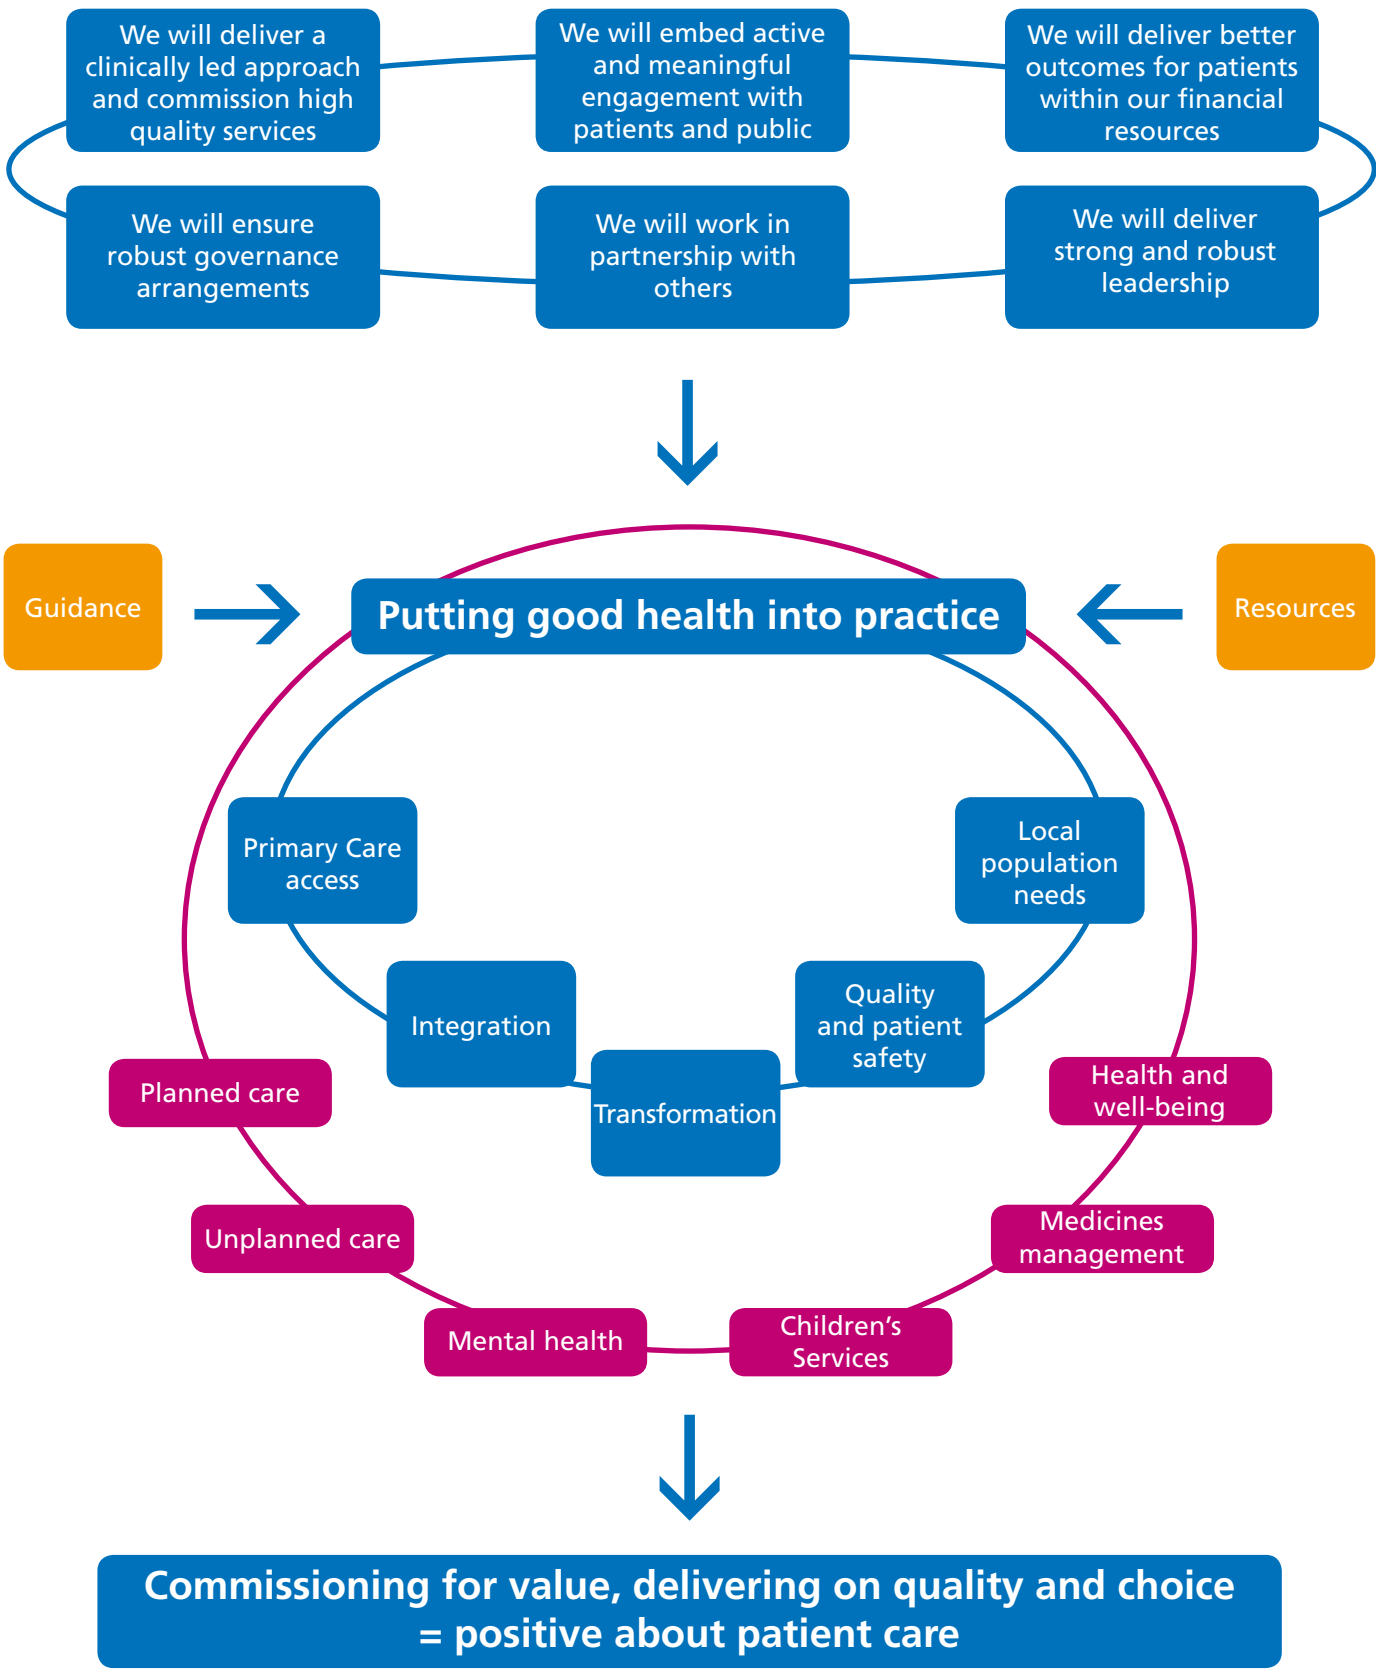 We will deliver a
clinically led approach
and commission high
quality services
We will embed active
and meaningful
engagement with
patients and public
We will deliver better
outcomes for patients
within our financial
resources
We will ensure
robust governance
arrangements
We will work in
partnership with
others
We will deliver
strong and robust
leadership
Guidance
Putting good health into practice
Resources
Primary Care
access
Local
population
needs
Integration
Quality
and patient
safety
Transformation
Planned care
Health and
well-being
Unplanned care
Medicines
management
Mental health
Children’s
Services
Commissioning for value, delivering on quality and choice
= positive about patient care